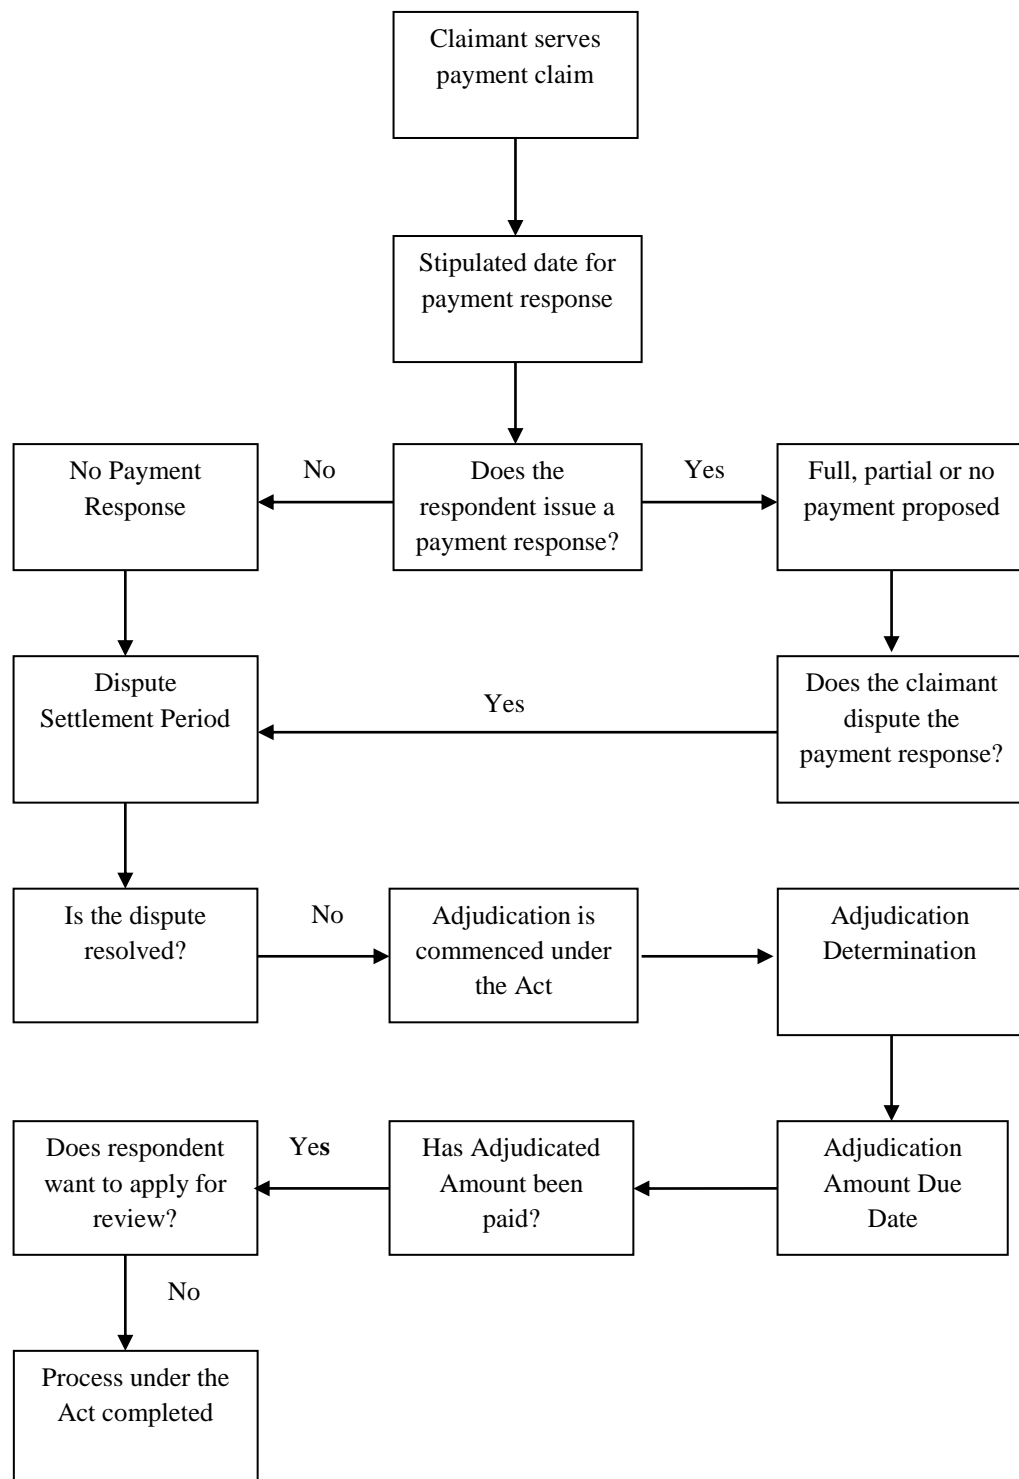 Claimant serves
payment claim
Stipulated date for
payment response
No Payment
Response
No
Does the
respondent issue a
payment response?
Yes
Full, partial or no
payment proposed
Dispute
Settlement Period
Yes
Does the claimant
dispute the
payment response?
Is the dispute
resolved?
No
Adjudication is
commenced under
the Act
Adjudication
Determination
Does respondent
want to apply for
review?
Yes
Has Adjudicated
Amount been
paid?
Adjudication
Amount Due
Date
No
Process under the
Act completed